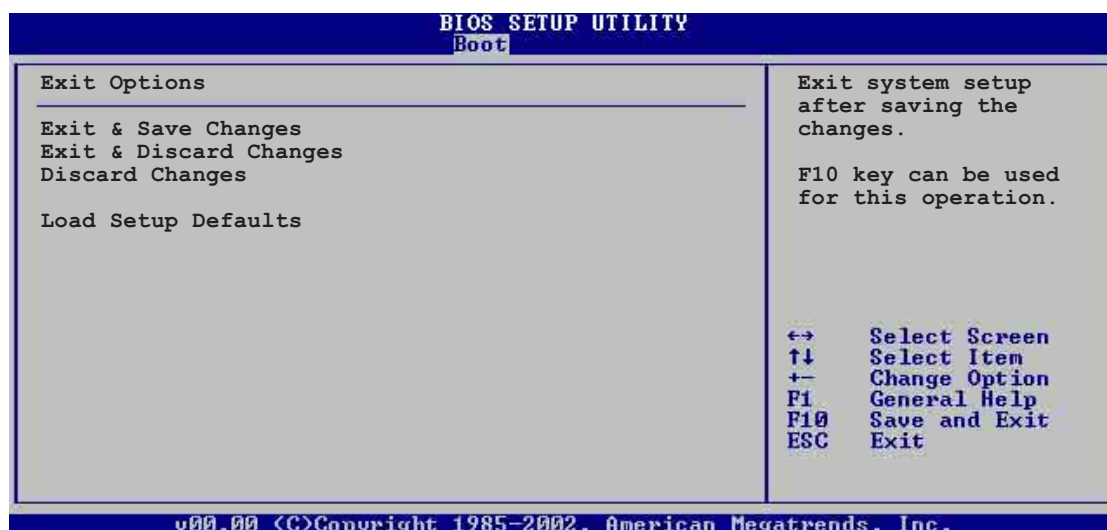 BIOS SETUP UTILITY
Boot
Exit Options
Exit & Save Changes
Exit & Discard Changes
Discard Changes
Load Setup Defaults
Exit system setup
after saving the
changes.
F10 key can be used
for this operation.
←→ Select Screen
↑↓ Select Item
+- Change Option
F1 General Help
F10 Save and Exit
ESC Exit
v00.00 (C)Copyright 1985-2002, American Megatrends, Inc.